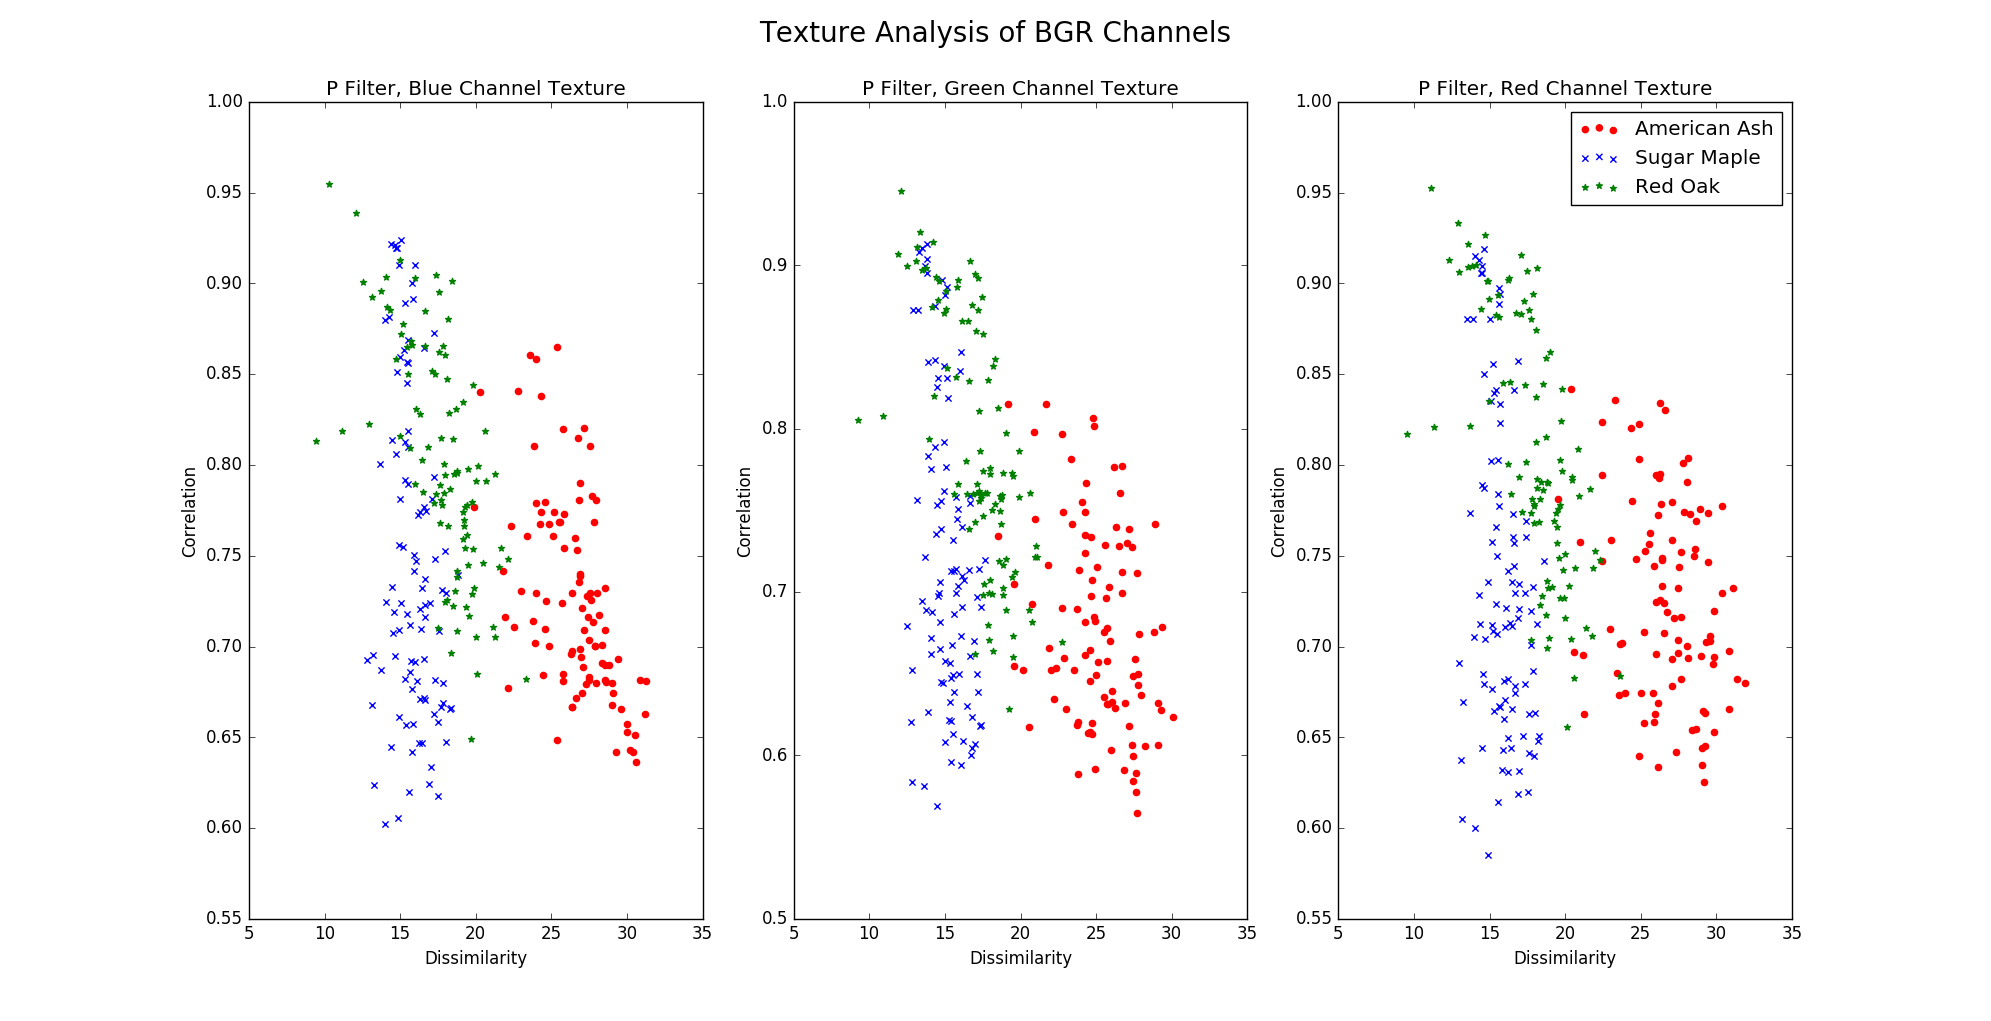 Texture Analysis of BGR Channels
P Filter, Blue Channel Texture
1.00
0.95
0.90
0.85
0.80
0.75
0.70
0.65
0.60
0.55
Correlation
5 10 15 20 25 30 35
Dissimilarity
P Filter, Green Channel Texture
1.0
0.9
0.8
0.7
0.6
0.5
Correlation
5 10 15 20 25 30 35
Dissimilarity
P Filter, Red Channel Texture
1.00
0.95
0.90
0.85
0.80
0.75
0.70
0.65
0.60
0.55
Correlation
5 10 15 20 25 30 35
Dissimilarity
American Ash
Sugar Maple
Red Oak